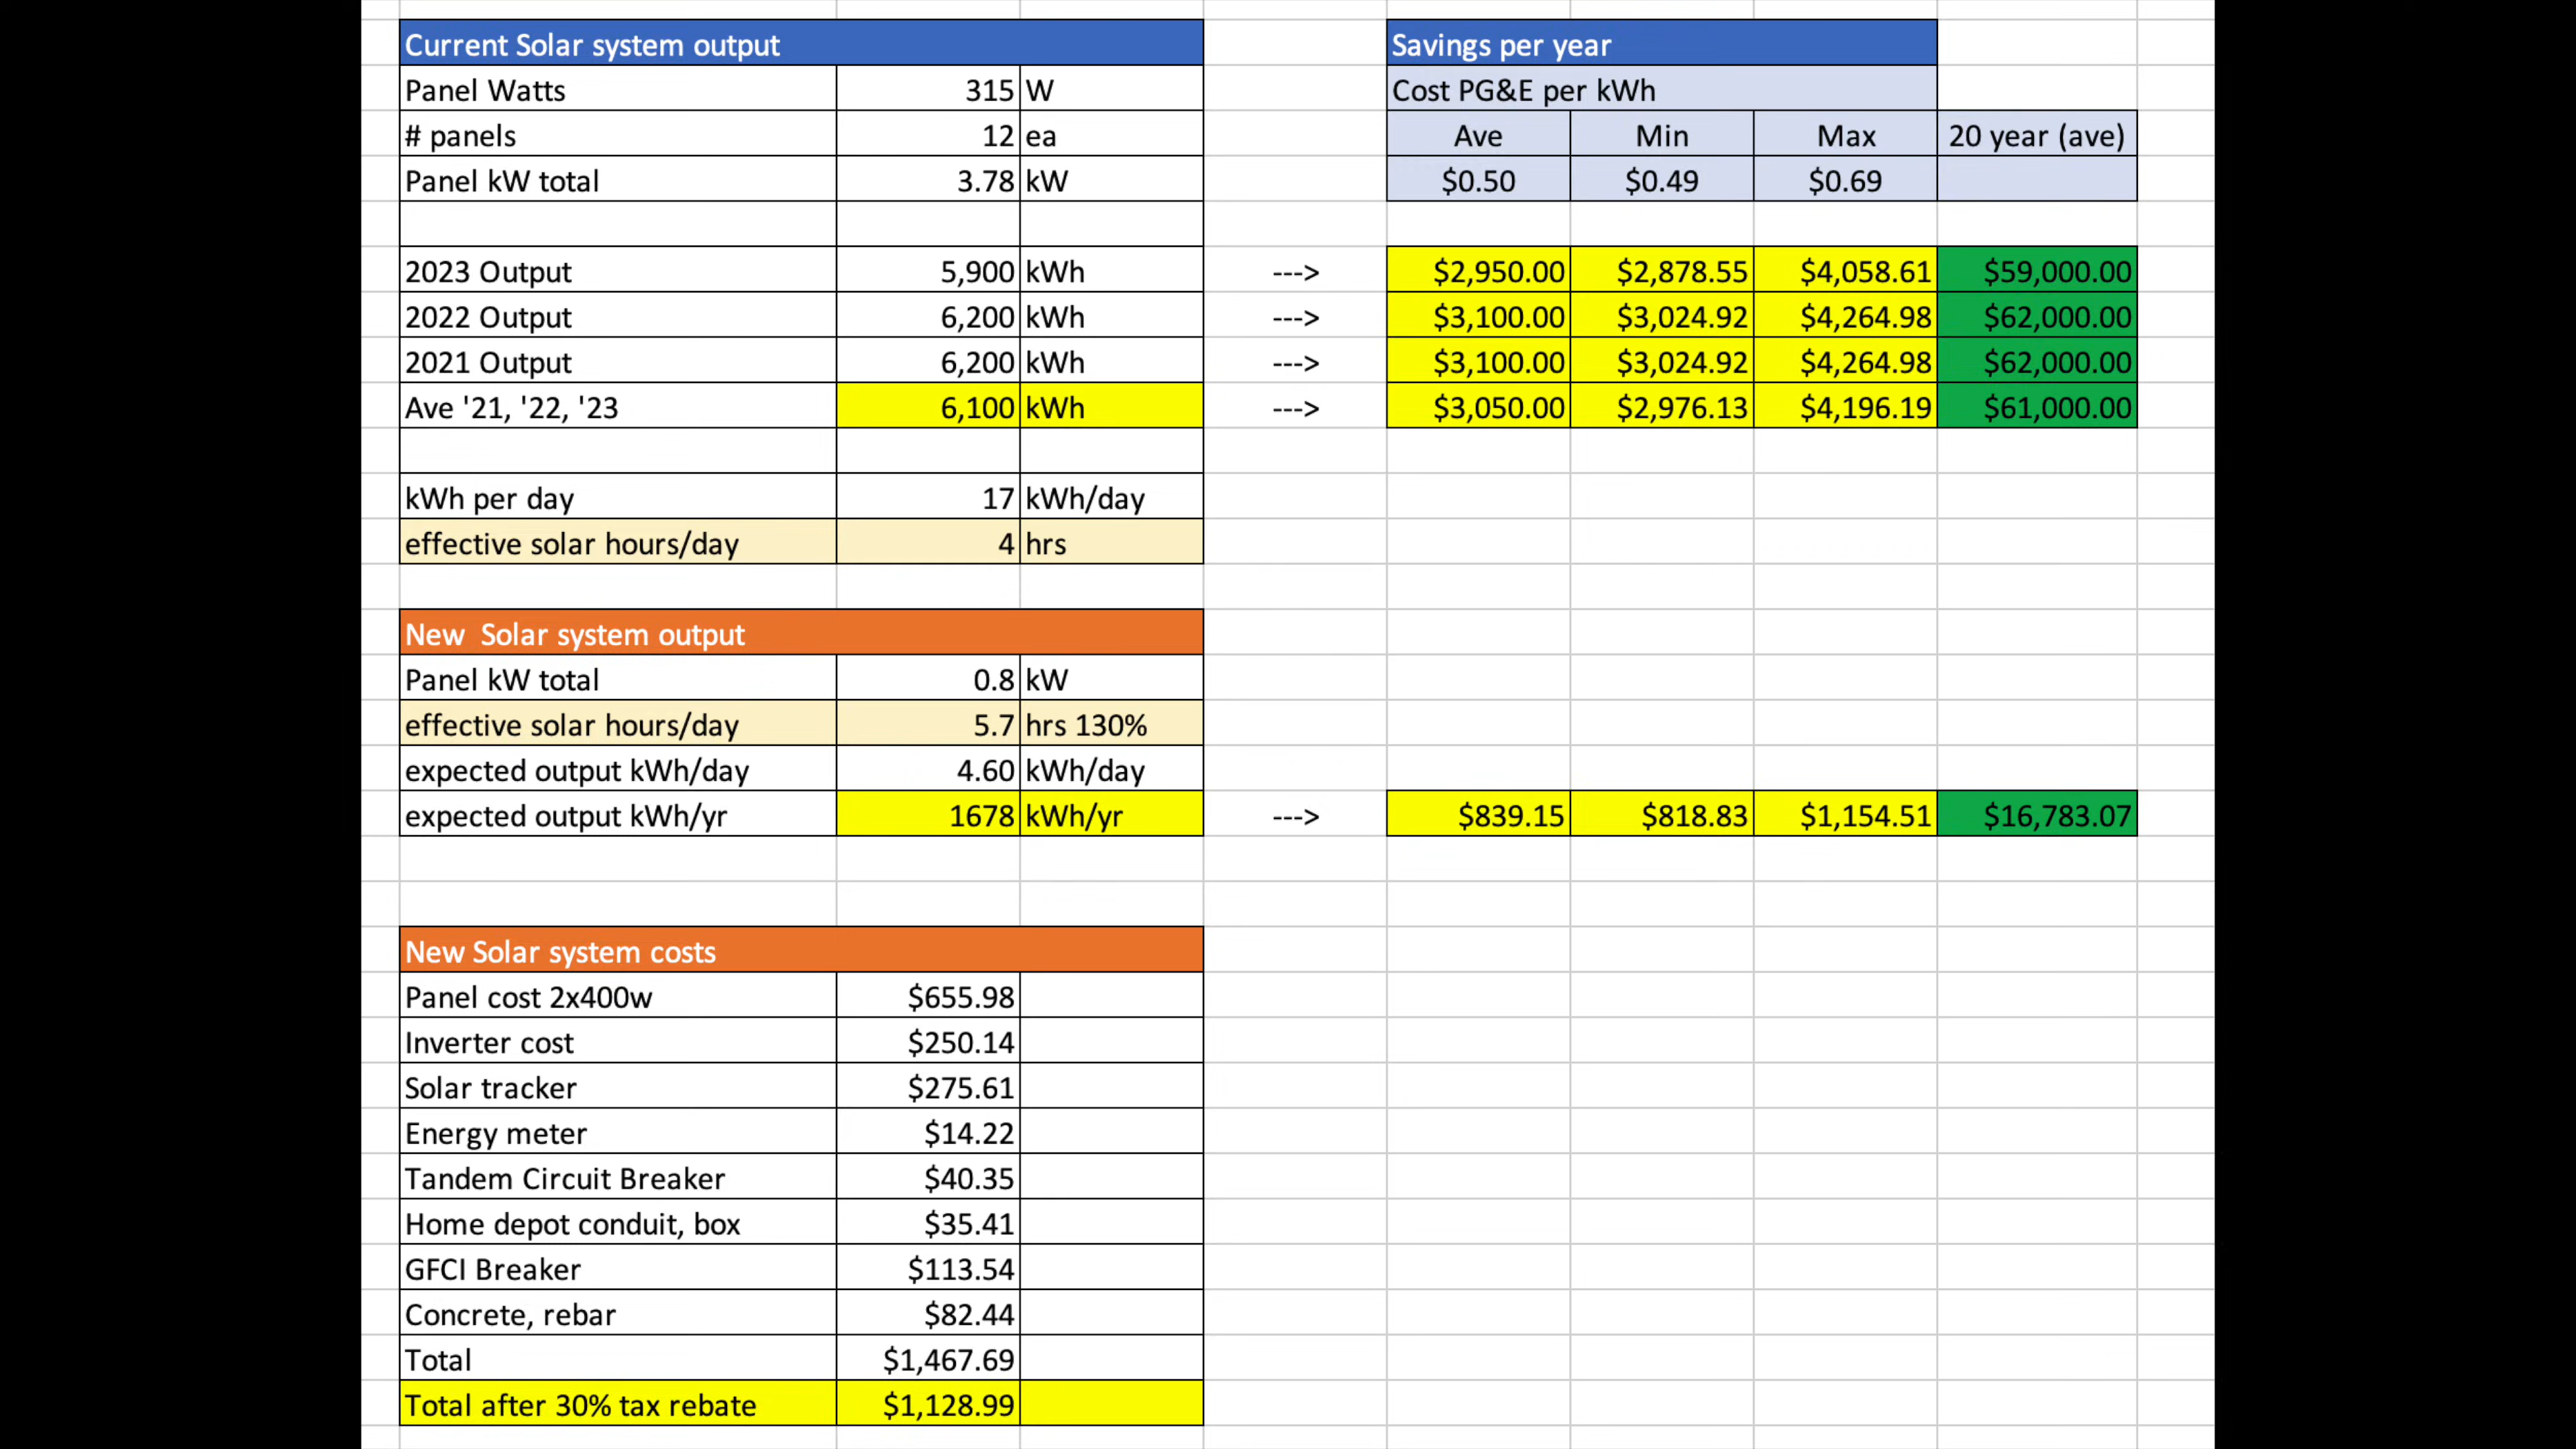 Current Solar system output
Savings per year
Panel Watts 315 W
Cost PG&E per kWh
# panels 12 ea
Ave Min Max 20 year (ave)
Panel kW total 3.78 kW
$0.50 $0.49 $0.69
2023 Output 5,900 kWh ---> $2,950.00 $2,878.55 $4,058.61 $59,000.00
2022 Output 6,200 kWh ---> $3,100.00 $3,024.92 $4,264.98 $62,000.00
2021 Output 6,200 kWh ---> $3,100.00 $3,024.92 $4,264.98 $62,000.00
Ave '21, '22, '23 6,100 kWh ---> $3,050.00 $2,976.13 $4,196.19 $61,000.00
kWh per day 17 kWh/day
effective solar hours/day 4 hrs
New  Solar system output
Panel kW total 0.8 kW
effective solar hours/day 5.7 hrs 130%
expected output kWh/day 4.60 kWh/day
expected output kWh/yr 1678 kWh/yr ---> $839.15 $818.83 $1,154.51 $16,783.07
New Solar system costs
Panel cost 2x400w $655.98
Inverter cost $250.14
Solar tracker $275.61
Energy meter $14.22
Tandem Circuit Breaker $40.35
Home depot conduit, box $35.41
GFCI Breaker $113.54
Concrete, rebar $82.44
Total $1,467.69
Total after 30% tax rebate $1,128.99